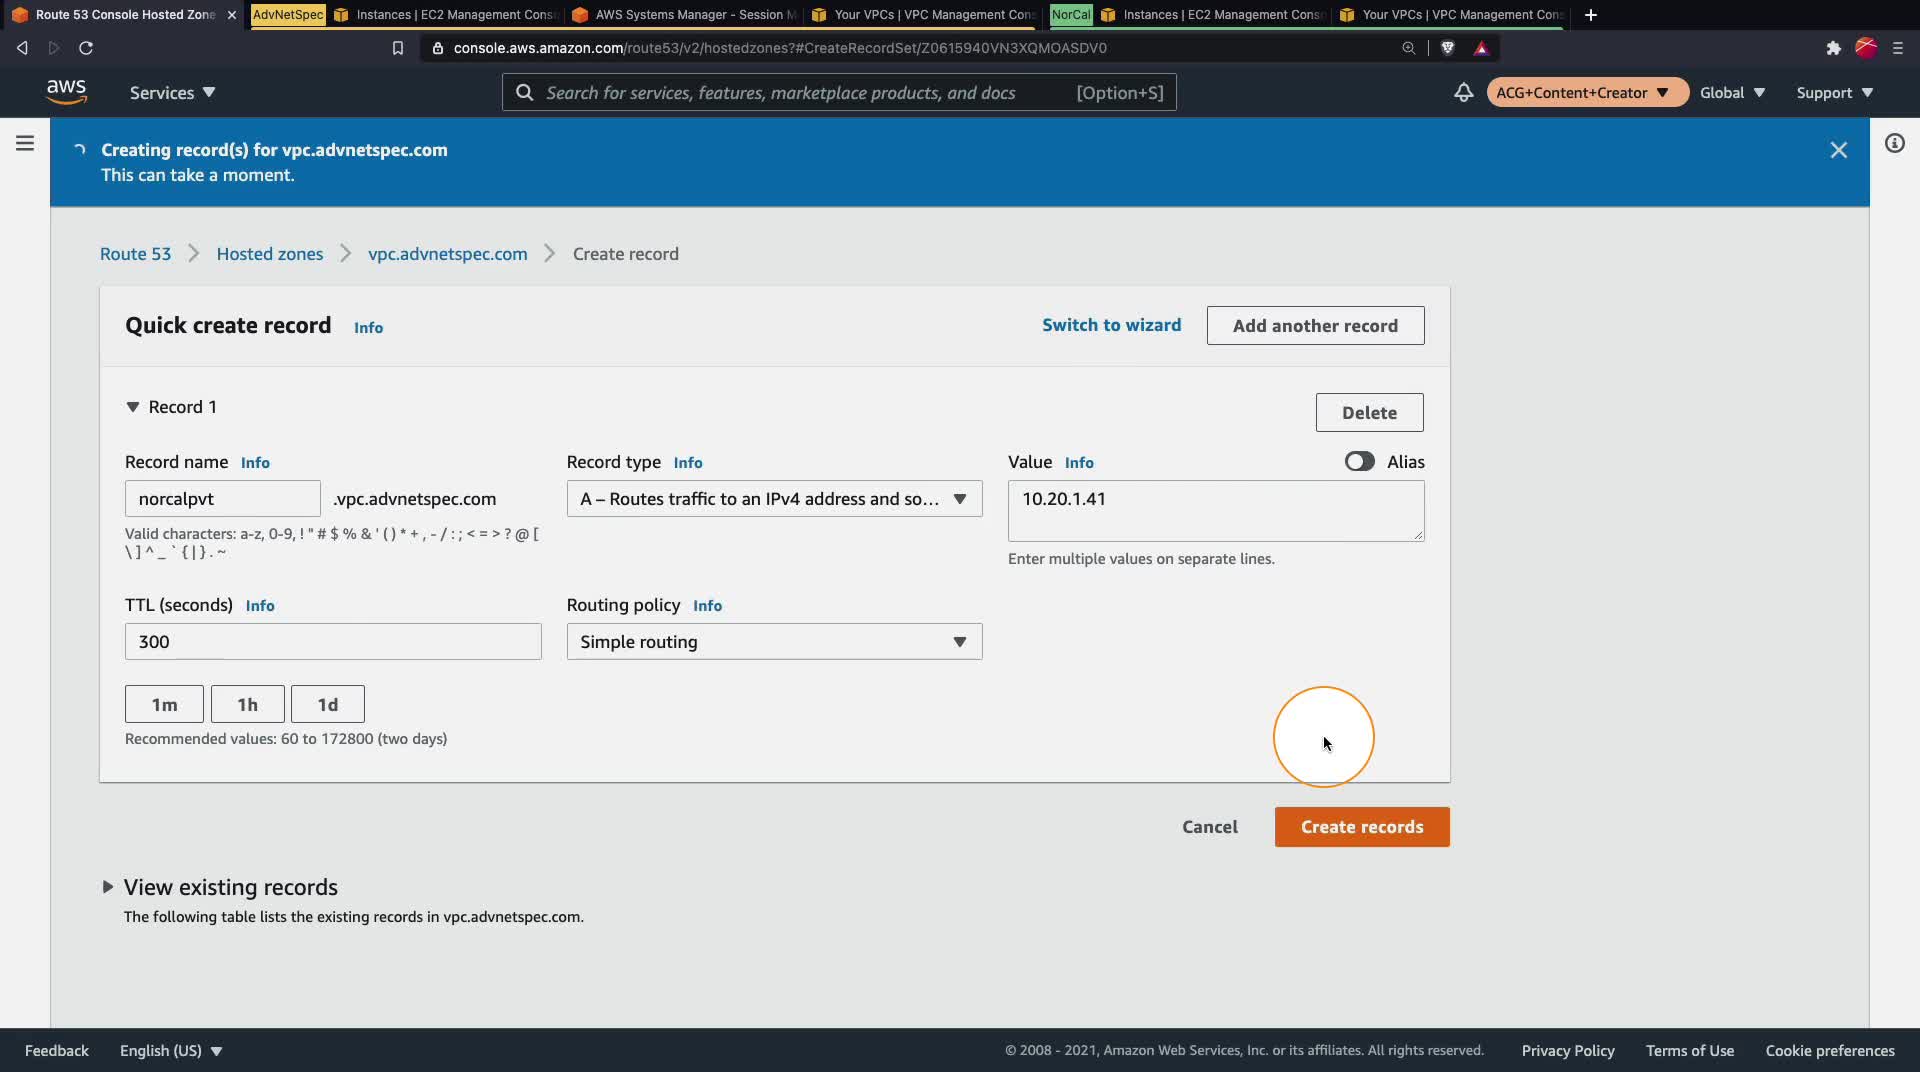 Route 53 Console Hosted Zone
AdvNetSpec
Instances | EC2 Management Cons
AWS Systems Manager - Session M
Your VPCs | VPC Management Cons
NorCal
Instances | EC2 Management Conso
Your VPCs | VPC Management Cons
console.aws.amazon.com/route53/v2/hostedzones?#CreateRecordSet/Z0615940VN3XQMOASDV0
aws
Services
Search for services, features, marketplace products, and docs
[Option+S]
ACG+Content+Creator
Global
Support
Creating record(s) for vpc.advnetspec.com
This can take a moment.
Route 53
Hosted zones
vpc.advnetspec.com
Create record
Quick create record
Info
Switch to wizard
Add another record
Record 1
Delete
Record name Info
Record type Info
Value Info
Alias
norcalpvt
.vpc.advnetspec.com
A – Routes traffic to an IPv4 address and so...
10.20.1.41
Valid characters: a-z, 0-9, ! " # $ % & ' ( ) * + , - / : ; < = > ? @ [
\ ] ^ _ ` { | } . ~
Enter multiple values on separate lines.
TTL (seconds) Info
Routing policy Info
300
Simple routing
1m
1h
1d
Recommended values: 60 to 172800 (two days)
Cancel
Create records
View existing records
The following table lists the existing records in vpc.advnetspec.com.
Feedback
English (US)
© 2008 - 2021, Amazon Web Services, Inc. or its affiliates. All rights reserved.
Privacy Policy
Terms of Use
Cookie preferences